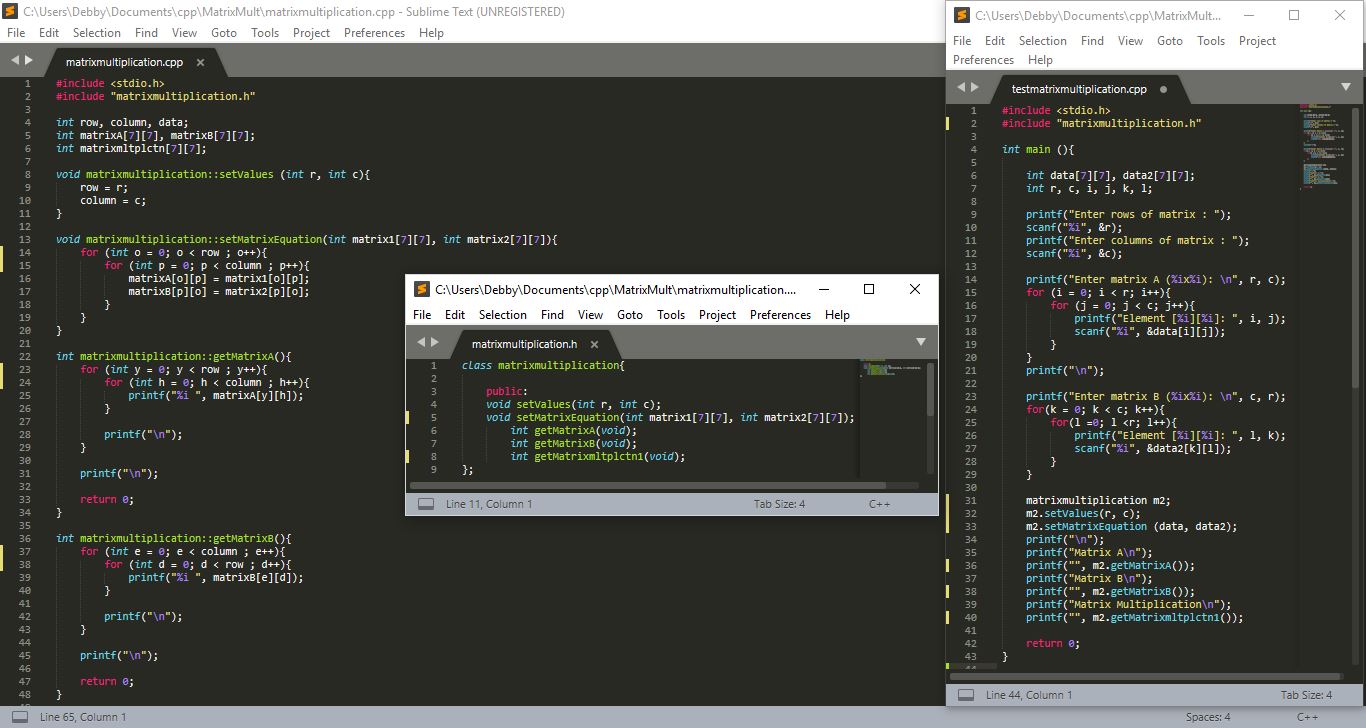 C:\Users\Debby\Documents\cpp\MatrixMult\matrixmultiplication.cpp - Sublime Text (UNREGISTERED)
File Edit Selection Find View Goto Tools Project Preferences Help
matrixmultiplication.cpp ×
1 #include <stdio.h>
2 #include "matrixmultiplication.h"
3
4 int row, column, data;
5 int matrixA[7][7], matrixB[7][7];
6 int matrixmltplctn[7][7];
7
8 void matrixmultiplication::setValues (int r, int c){
9 row = r;
10 column = c;
11 }
12
13 void matrixmultiplication::setMatrixEquation(int matrix1[7][7], int matrix2[7][7]){
14 for (int o = 0; o < row ; o++){
15 for (int p = 0; p < column ; p++){
16 matrixA[o][p] = matrix1[o][p];
17 matrixB[p][o] = matrix2[p][o];
18 }
19 }
20 }
21
22 int matrixmultiplication::getMatrixA(){
23 for (int y = 0; y < row ; y++){
24 for (int h = 0; h < column ; h++){
25 printf("%i ", matrixA[y][h]);
26 }
27
28 printf("\n");
29 }
30
31 printf("\n");
32
33 return 0;
34 }
35
36 int matrixmultiplication::getMatrixB(){
37 for (int e = 0; e < column ; e++){
38 for (int d = 0; d < row ; d++){
39 printf("%i ", matrixB[e][d]);
40 }
41
42 printf("\n");
43 }
44
45 printf("\n");
46
47 return 0;
48 }
Line 65, Column 1
Spaces: 4 C++
C:\Users\Debby\Documents\cpp\MatrixMult\matrixmultiplication....
File Edit Selection Find View Goto Tools Project Preferences Help
matrixmultiplication.h ×
1 class matrixmultiplication{
2
3 public:
4 void setValues(int r, int c);
5 void setMatrixEquation(int matrix1[7][7], int matrix2[7][7]);
6 int getMatrixA(void);
7 int getMatrixB(void);
8 int getMatrixmltplctn1(void);
9 };
Line 11, Column 1 Tab Size: 4 C++
C:\Users\Debby\Documents\cpp\MatrixMult\mat...
File Edit Selection Find View Goto Tools Project
Preferences Help
testmatrixmultiplication.cpp
1 #include <stdio.h>
2 #include "matrixmultiplication.h"
3
4 int main (){
5
6 int data[7][7], data2[7][7];
7 int r, c, i, j, k, l;
8
9 printf("Enter rows of matrix : ");
10 scanf("%i", &r);
11 printf("Enter columns of matrix : ");
12 scanf("%i", &c);
13
14 printf("Enter matrix A (%ix%i): \n", r, c);
15 for (i = 0; i < r; i++){
16 for (j = 0; j < c; j++){
17 printf("Element [%i][%i]: ", i, j);
18 scanf("%i", &data[i][j]);
19 }
20 }
21 printf("\n");
22
23 printf("Enter matrix B (%ix%i): \n", c, r);
24 for(k = 0; k < c; k++){
25 for(l =0; l <r; l++){
26 printf("Element [%i][%i]: ", l, k);
27 scanf("%i", &data2[k][l]);
28 }
29 }
30
31 matrixmultiplication m2;
32 m2.setValues(r, c);
33 m2.setMatrixEquation (data, data2);
34 printf("\n");
35 printf("Matrix A\n");
36 printf("", m2.getMatrixA());
37 printf("Matrix B\n");
38 printf("", m2.getMatrixB());
39 printf("Matrix Multiplication\n");
40 printf("", m2.getMatrixmltplctn1());
41
42 return 0;
43 }
44
Line 44, Column 1 Tab Size: 4